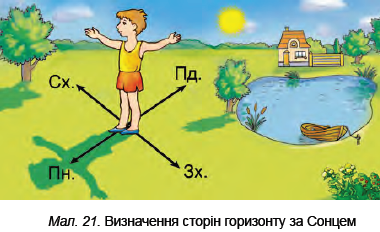 Сх.
Пд.
Пн.
Зх.
Мал. 21. Визначення сторін горизонту за Сонцем